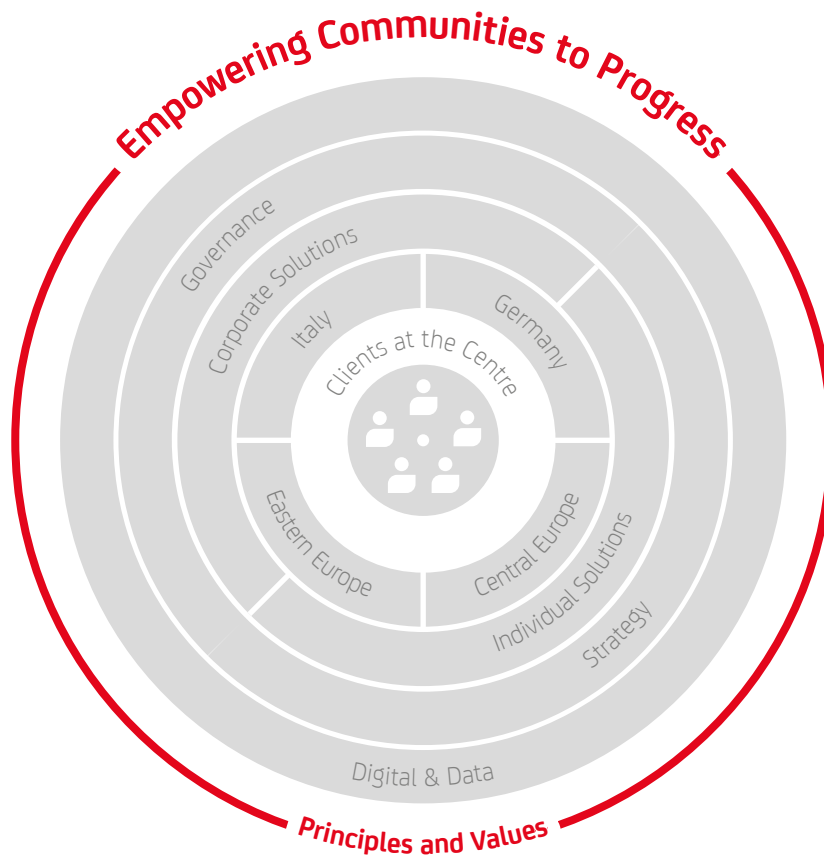 Empowering Communities to Progress
Governance
Corporate Solutions
Italy
Germany
Clients at the Centre
Eastern Europe
Central Europe
Individual Solutions
Strategy
Digital & Data
Principles and Values